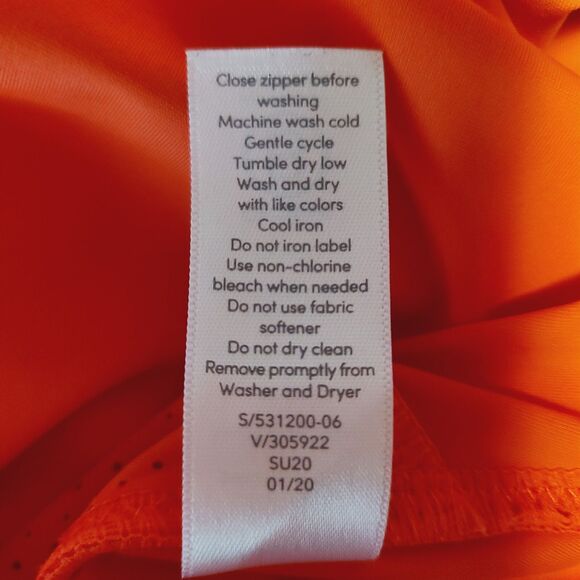 Close zipper before
washing
Machine wash cold
Gentle cycle
Tumble dry low
Wash and dry
with like colors
Cool iron
Do not iron label
Use non-chlorine
bleach when needed
Do not use fabric
softener
Do not dry clean
Remove promptly from
Washer and Dryer
S/531200-06
V/305922
SU20
01/20